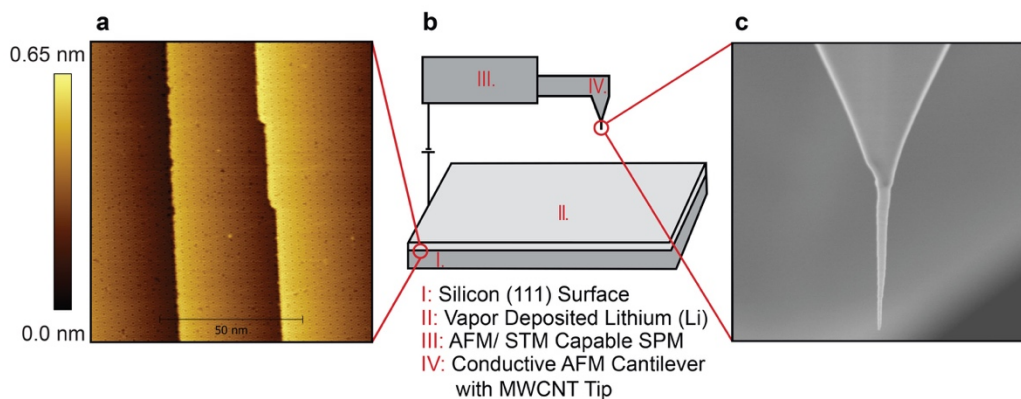 a
b
c
0.65 nm
0.0 nm
50 nm
III.
IV.
II.
I.
I: Silicon (111) Surface
II: Vapor Deposited Lithium (Li)
III: AFM/ STM Capable SPM
IV: Conductive AFM Cantilever
with MWCNT Tip